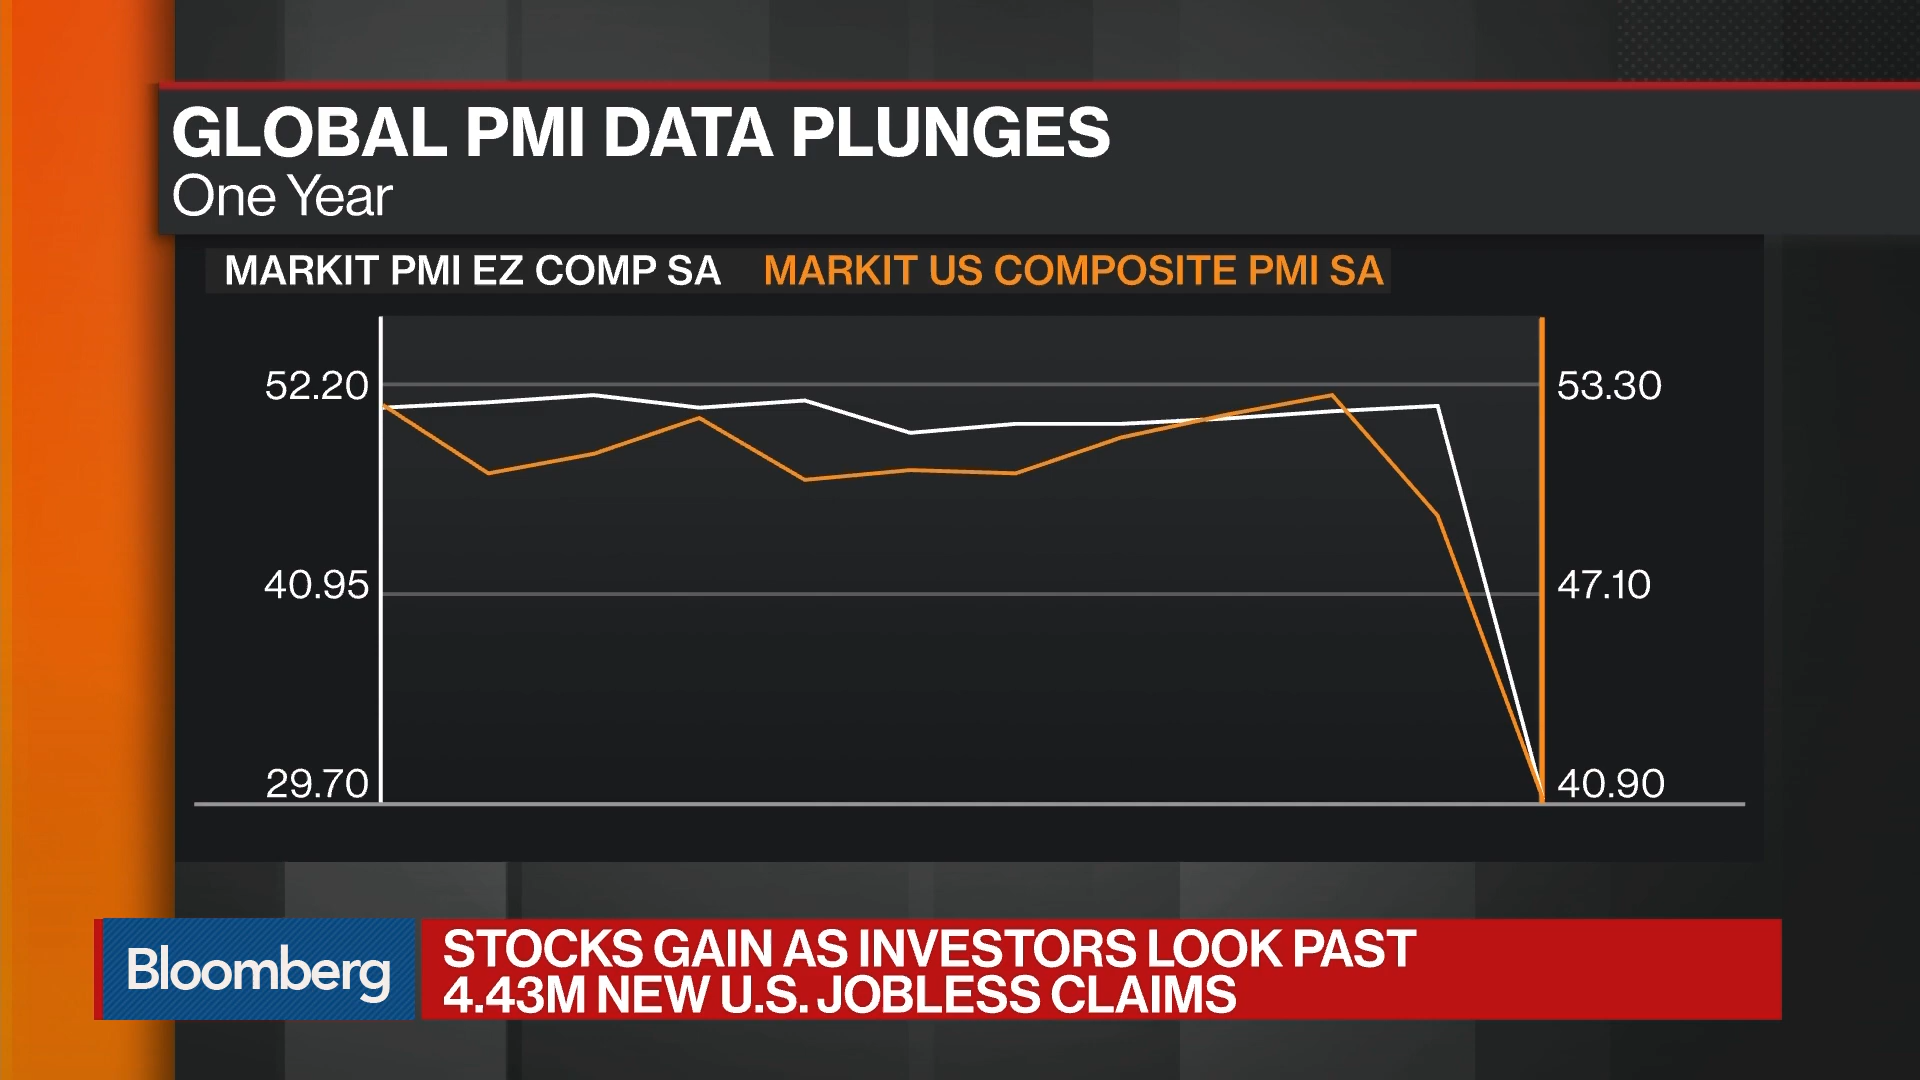 GLOBAL PMI DATA PLUNGES
One Year
MARKIT PMI EZ COMP SA MARKIT US COMPOSITE PMI SA
52.20 53.30
40.95 47.10
29.70 40.90
Bloomberg
STOCKS GAIN AS INVESTORS LOOK PAST
4.43M NEW U.S. JOBLESS CLAIMS